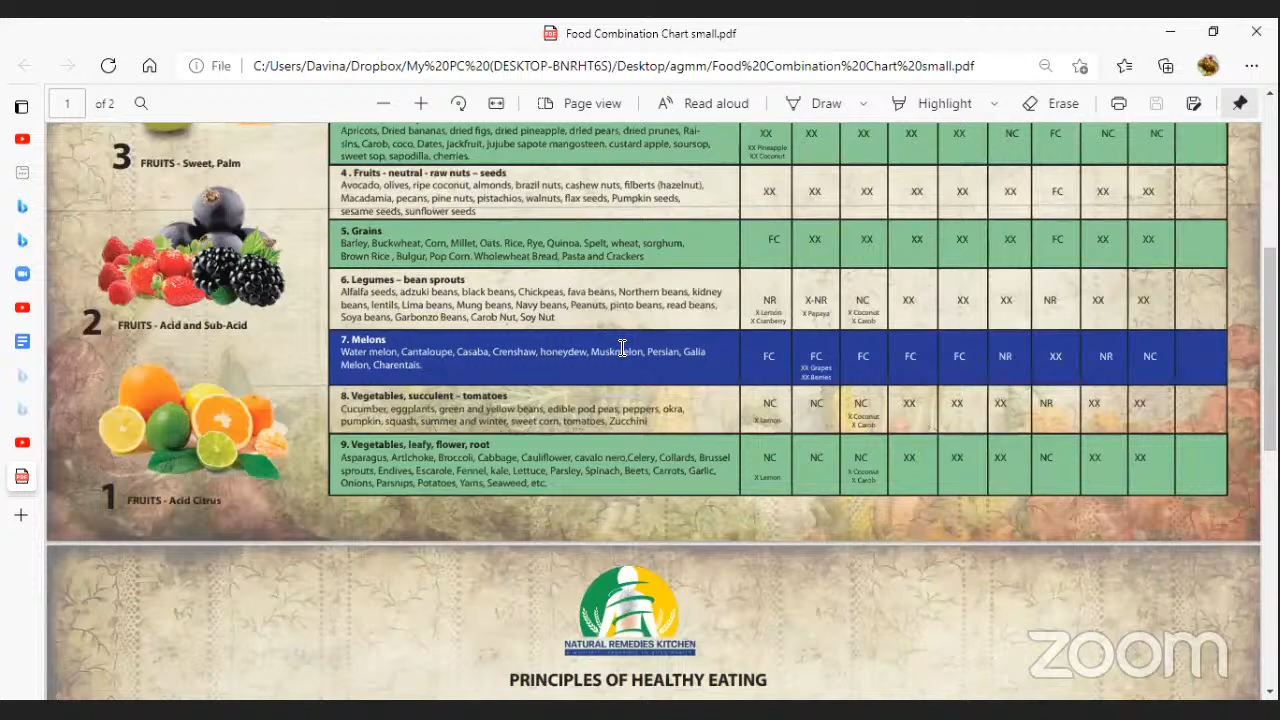 Food Combination Chart small.pdf
File
C:/Users/Davina/Dropbox/My%20PC%20(DESKTOP-BNRHT6S)/Desktop/agmm/Food%20Combination%20Chart%20small.pdf
1 of 2
Page view
Read aloud
Draw
Highlight
Erase
3 FRUITS - Sweet, Palm
2 FRUITS - Acid and Sub-Acid
1 FRUITS - Acid Citrus
Apricots, Dried bananas, dried figs, dried pineapple, dried pears, dried prunes, Rai-
sins, Carob, coco, Dates, jackfruit, jujube sapote mangosteen. custard apple, soursop,
sweet sop, sapodilla, cherries.
XX XX XX XX XX NC FC NC NC
XX Pineapple
XX Coconut
4 . Fruits - neutral - raw nuts – seeds
Avocado, olives, ripe coconut, almonds, brazil nuts, cashew nuts, filberts (hazelnut),
Macadamia, pecans, pine nuts, pistachios, walnuts, flax seeds, Pumpkin seeds,
sesame seeds, sunflower seeds
XX XX XX XX XX XX FC XX XX
5. Grains
Barley, Buckwheat, Corn, Millet, Oats. Rice, Rye, Quinoa, Spelt, wheat, sorghum,
Brown Rice , Bulgur, Pop Corn. Wholewheat Bread, Pasta and Crackers
FC XX XX XX XX XX FC XX XX
6. Legumes – bean sprouts
Alfalfa seeds, adzuki beans, black beans, Chickpeas, fava beans, Northern beans, kidney
beans, lentils, Lima beans, Mung beans, Navy beans, Peanuts, pinto beans, read beans,
Soya beans, Garbonzo Beans, Carob Nut, Soy Nut
NR X-NR NC XX XX XX NR XX XX
X Lemon X Papaya X Coconut
X Cranberry X Carob
7. Melons
Water melon, Cantaloupe, Casaba, Crenshaw, honeydew, Muskmelon, Persian, Galia
Melon, Charentais.
FC FC FC FC FC NR XX NR NC
XX Grapes
XX Berries
8. Vegetables, succulent – tomatoes
Cucumber, eggplants, green and yellow beans, edible pod peas, peppers, okra,
pumpkin, squash, summer and winter, sweet corn, tomatoes, Zucchini
NC NC NC XX XX XX NR XX XX
X Lemon X Coconut
X Carob
9. Vegetables, leafy, flower, root
Asparagus, Artichoke, Broccoli, Cabbage, Cauliflower, cavalo nero,Celery, Collards, Brussel
sprouts, Endives, Escarole, Fennel, kale, Lettuce, Parsley, Spinach, Beets, Carrots, Garlic,
Onions, Parsnips, Potatoes, Yams, Seaweed, etc.
NC NC NC XX XX XX NC XX XX
X Lemon X Coconut
X Carob
NATURAL REMEDIES KITCHEN
PRINCIPLES OF HEALTHY EATING
zoom